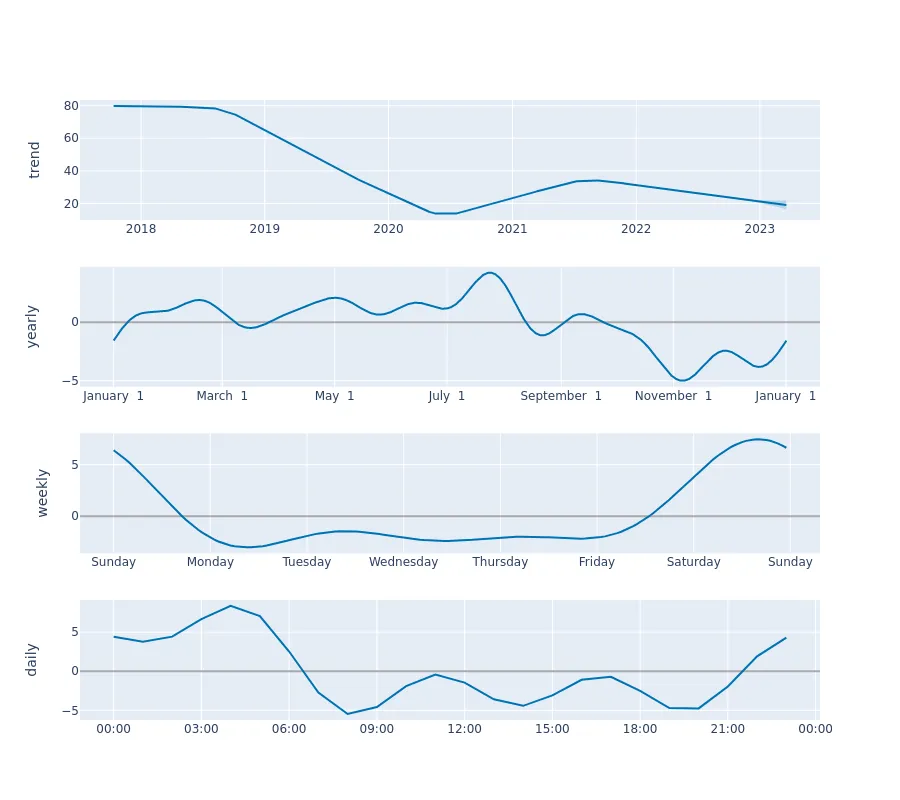 trend
80
60
40
20
2018 2019 2020 2021 2022 2023
yearly
0
−5
January 1 March 1 May 1 July 1 September 1 November 1 January 1
weekly
5
0
Sunday Monday Tuesday Wednesday Thursday Friday Saturday Sunday
daily
5
0
−5
00:00 03:00 06:00 09:00 12:00 15:00 18:00 21:00 00:00